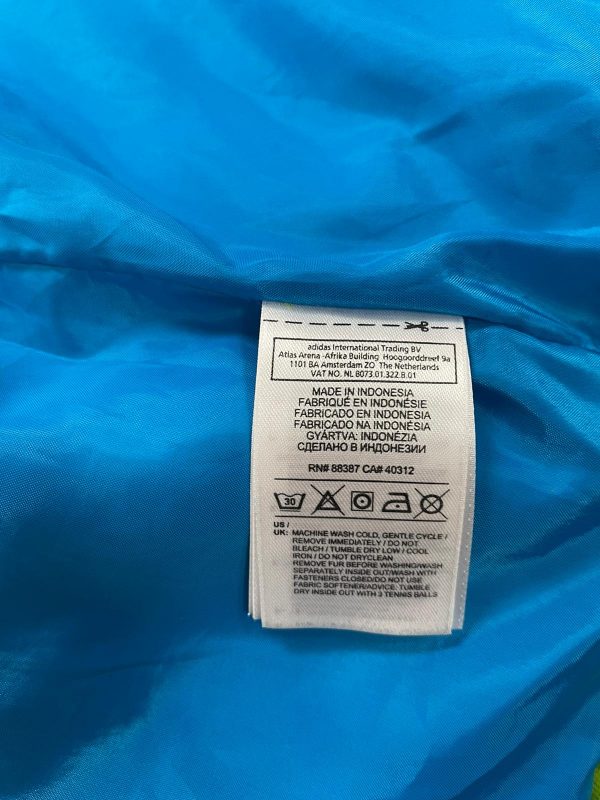 adidas International Trading BV
Atlas Arena -Afrika Building Hoogoorddreef 9a
1101 BA Amsterdam ZO The Netherlands
VAT NO. NL 8073.01.322.B.01
MADE IN INDONESIA
FABRIQUÉ EN INDONÉSIE
FABRICADO EN INDONESIA
FABRICADO NA INDONÉSIA
GYÁRTVA: INDONÉZIA
СДЕЛАНО В ИНДОНЕЗИИ
RN# 88387 CA# 40312
30
US /
UK: MACHINE WASH COLD, GENTLE CYCLE /
REMOVE IMMEDIATELY / DO NOT
BLEACH / TUMBLE DRY LOW / COOL
IRON / DO NOT DRYCLEAN
REMOVE FUR BEFORE WASHING/WASH
SEPARATELY INSIDE OUT/WASH WITH
FASTENERS CLOSED/DO NOT USE
FABRIC SOFTENER/ADVICE: TUMBLE
DRY INSIDE OUT WITH 3 TENNIS BALLS